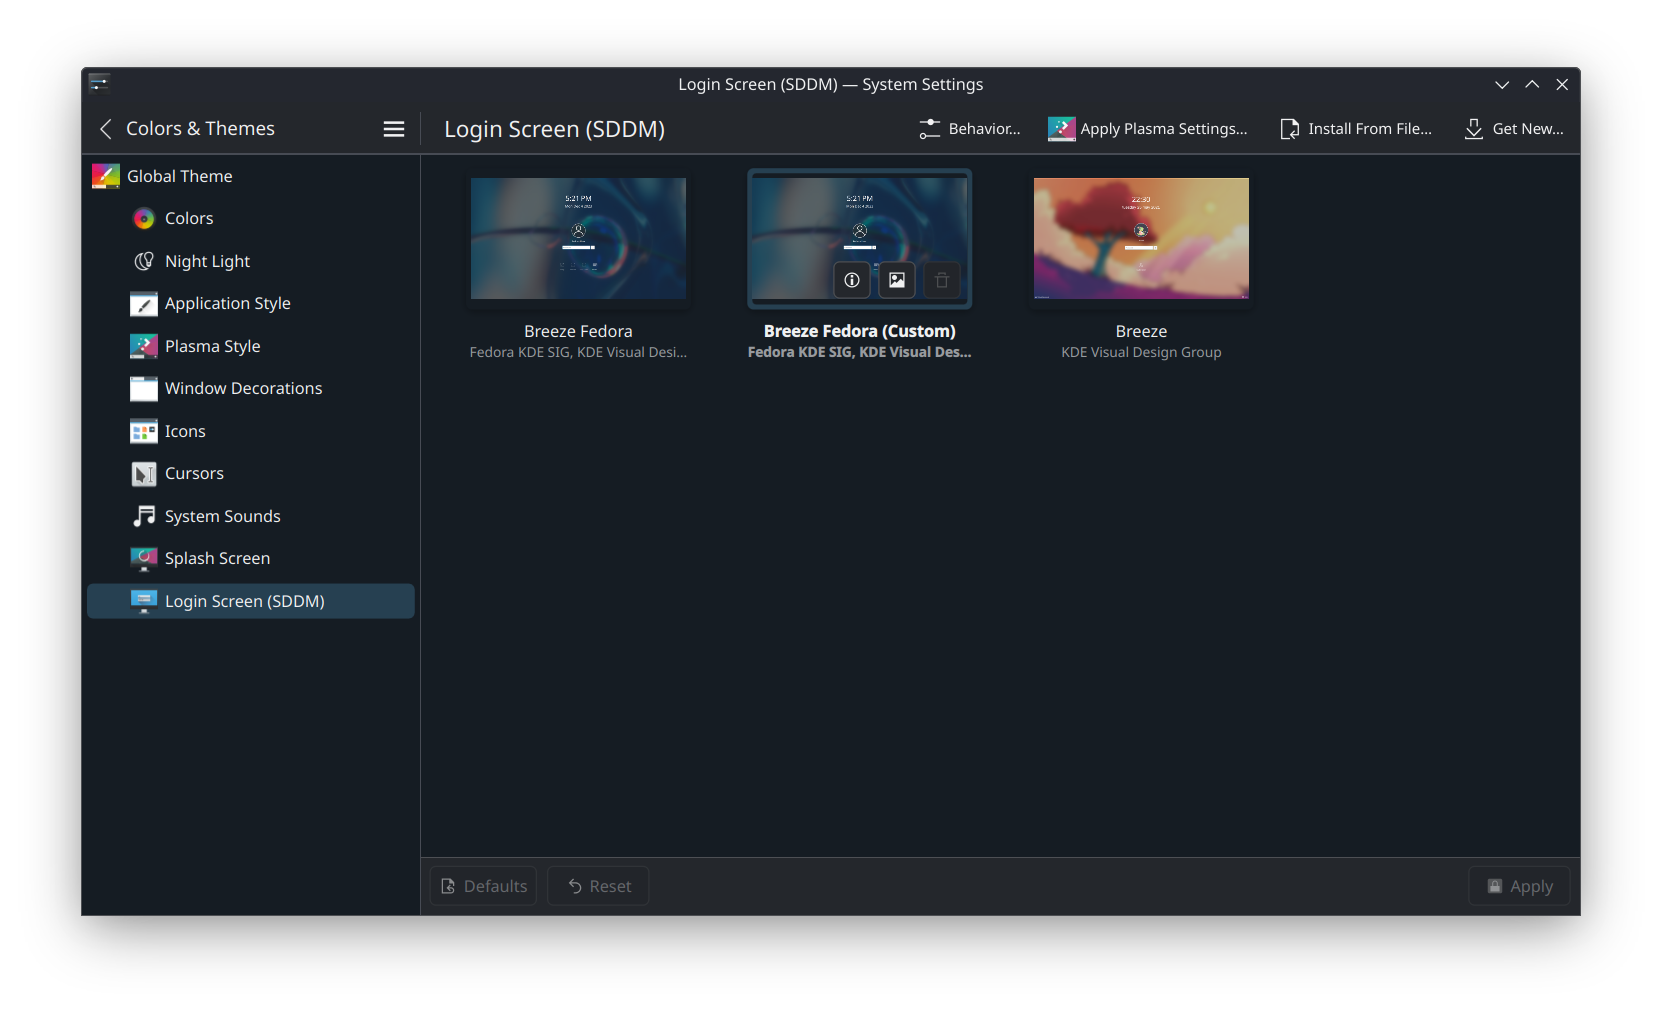 Login Screen (SDDM) — System Settings
Colors & Themes
Login Screen (SDDM)
Behavior...
Apply Plasma Settings...
Install From File...
Get New...
Global Theme
Colors
Night Light
Application Style
Plasma Style
Window Decorations
Icons
Cursors
System Sounds
Splash Screen
Login Screen (SDDM)
5:21 PM
Breeze Fedora
Fedora KDE SIG, KDE Visual Desi...
5:21 PM
Breeze Fedora (Custom)
Fedora KDE SIG, KDE Visual Des...
22:30
Breeze
KDE Visual Design Group
Defaults
Reset
Apply